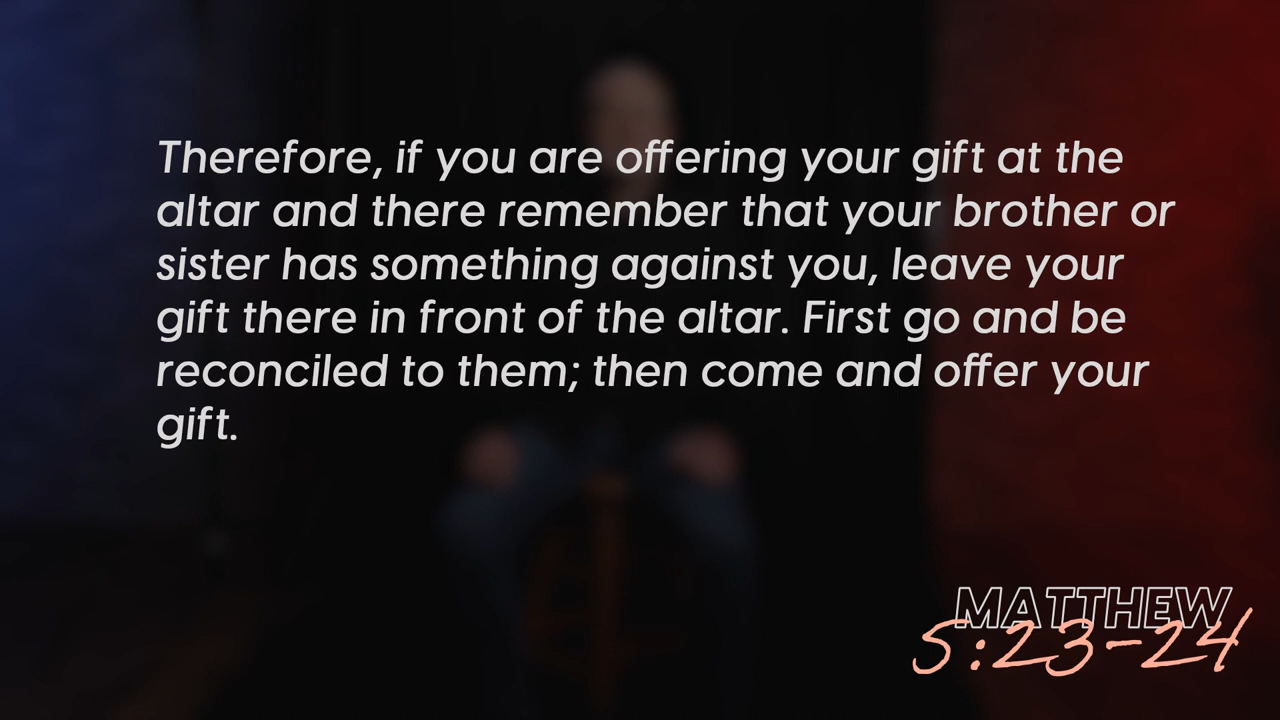 Therefore, if you are offering your gift at the
altar and there remember that your brother or
sister has something against you, leave your
gift there in front of the altar. First go and be
reconciled to them; then come and offer your
gift.
MATTHEW
5:23-24